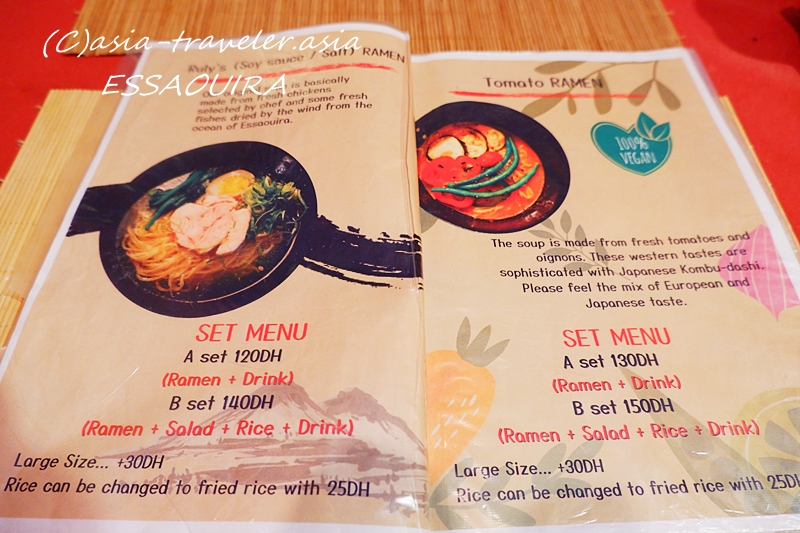 (C)asia-traveler.asia
ESSAOUIRA
Ruly's (Soy sauce / Salt) RAMEN
is basically
made from fresh chickens
selected by chef and some fresh
fishes dried by the wind from the
ocean of Essaouira.
SET MENU
A set 120DH
(Ramen + Drink)
B set 140DH
(Ramen + Salad + Rice + Drink)
Large Size... +30DH
Rice can be changed to fried rice with 25DH
Tomato RAMEN
100%
VEGAN
The soup is made from fresh tomatoes and
oignons. These western tastes are
sophisticated with Japanese Kombu-dashi.
Please feel the mix of European and
Japanese taste.
SET MENU
A set 130DH
(Ramen + Drink)
B set 150DH
(Ramen + Salad + Rice + Drink)
Large Size... +30DH
Rice can be changed to fried rice with 25DH